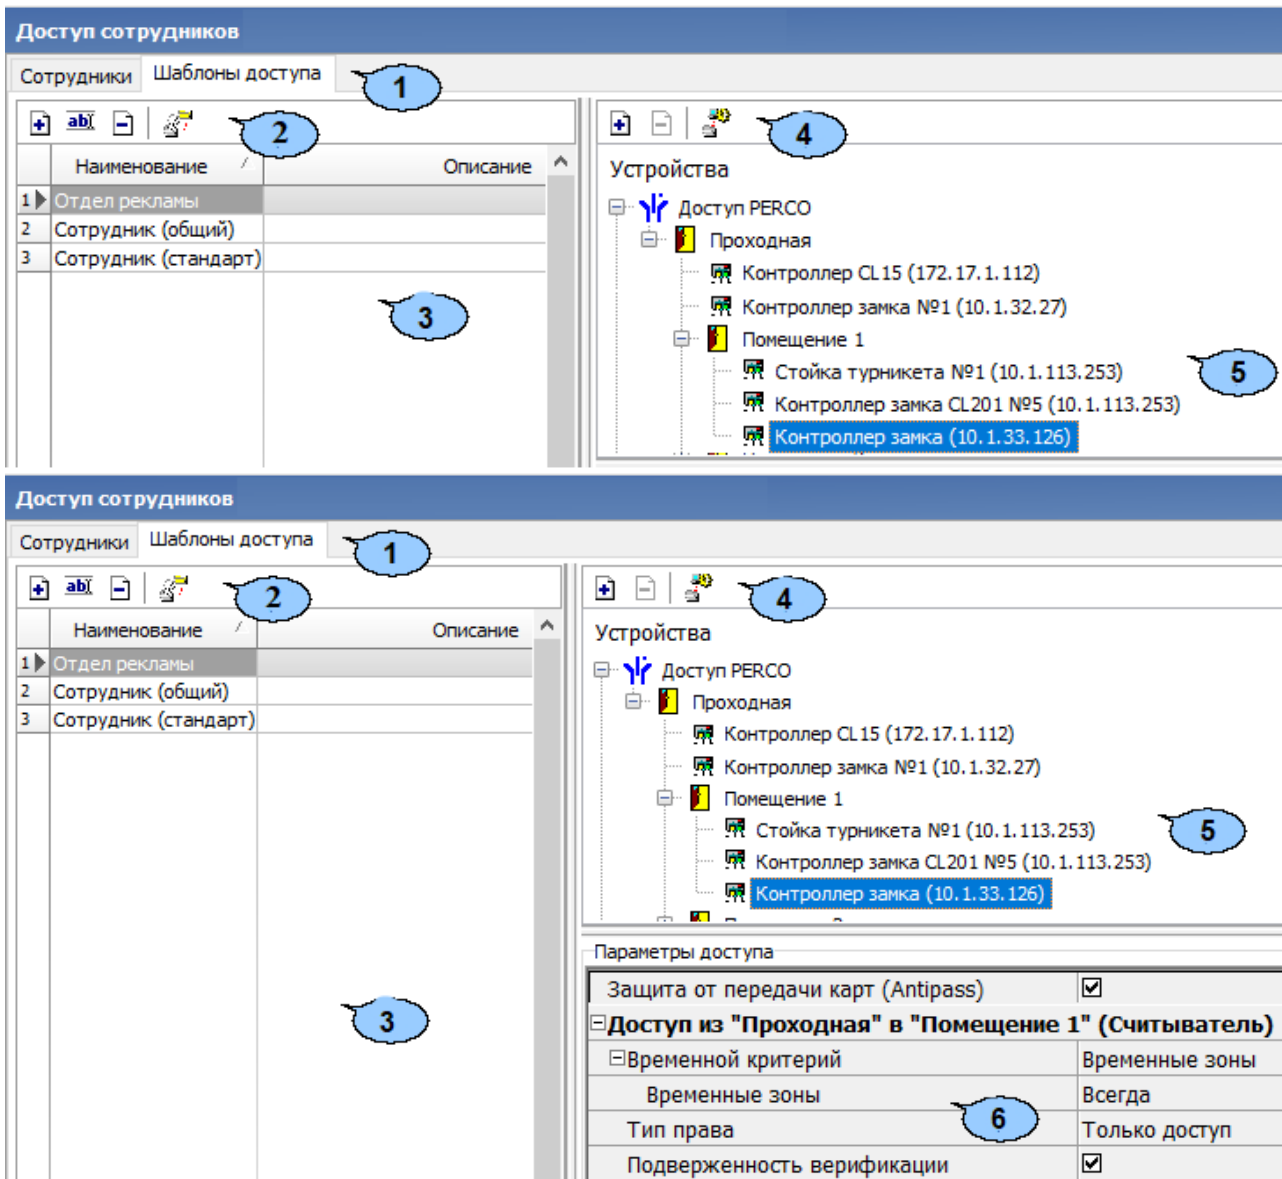 Доступ сотрудников
Сотрудники Шаблоны доступа 1
abI 2 4
Наименование Описание
Устройства
1 Отдел рекламы
2 Сотрудник (общий)
3 Сотрудник (стандарт)
3
Доступ PERCO
Проходная
Контроллер CL15 (172.17.1.112)
Контроллер замка №1 (10.1.32.27)
Помещение 1
Стойка турникета №1 (10.1.113.253)
5
Контроллер замка CL201 №5 (10.1.113.253)
Контроллер замка (10.1.33.126)
Доступ сотрудников
Сотрудники Шаблоны доступа 1
abI 2 4
Наименование Описание
Устройства
1 Отдел рекламы
2 Сотрудник (общий)
3 Сотрудник (стандарт)
3
Доступ PERCO
Проходная
Контроллер CL15 (172.17.1.112)
Контроллер замка №1 (10.1.32.27)
Помещение 1
Стойка турникета №1 (10.1.113.253)
5
Контроллер замка CL201 №5 (10.1.113.253)
Контроллер замка (10.1.33.126)
Параметры доступа
Защита от передачи карт (Antipass)
Доступ из "Проходная" в "Помещение 1" (Считыватель)
Временной критерий Временные зоны
Временные зоны Всегда
6
Тип права Только доступ
Подверженность верификации